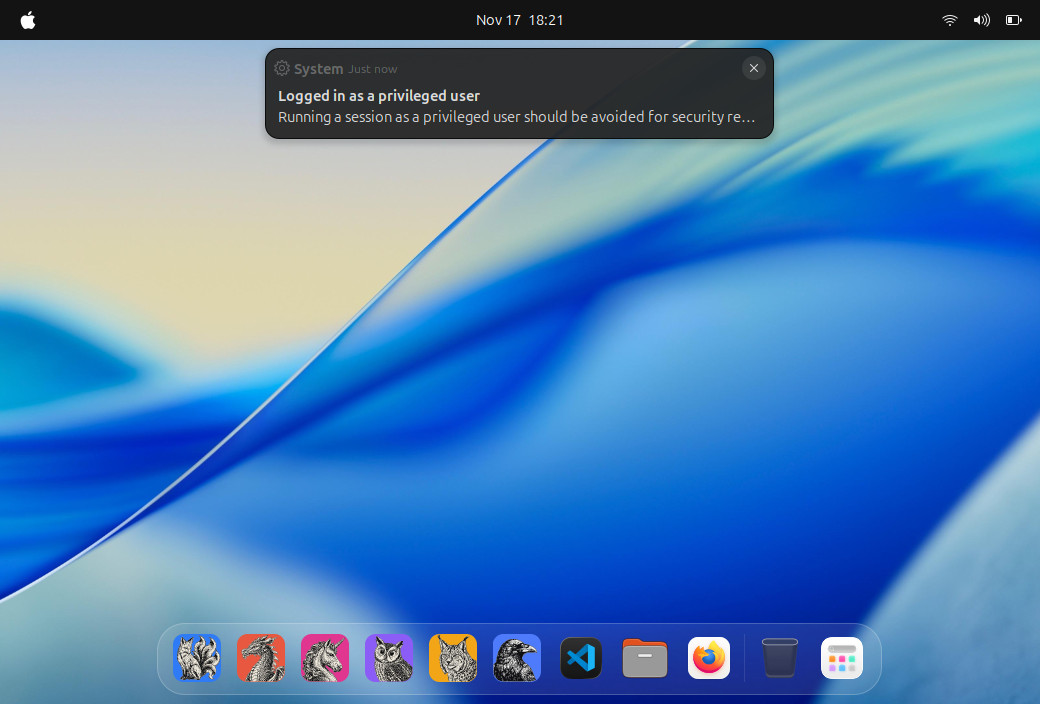 Nov 17 18:21
System Just now
Logged in as a privileged user
Running a session as a privileged user should be avoided for security re…